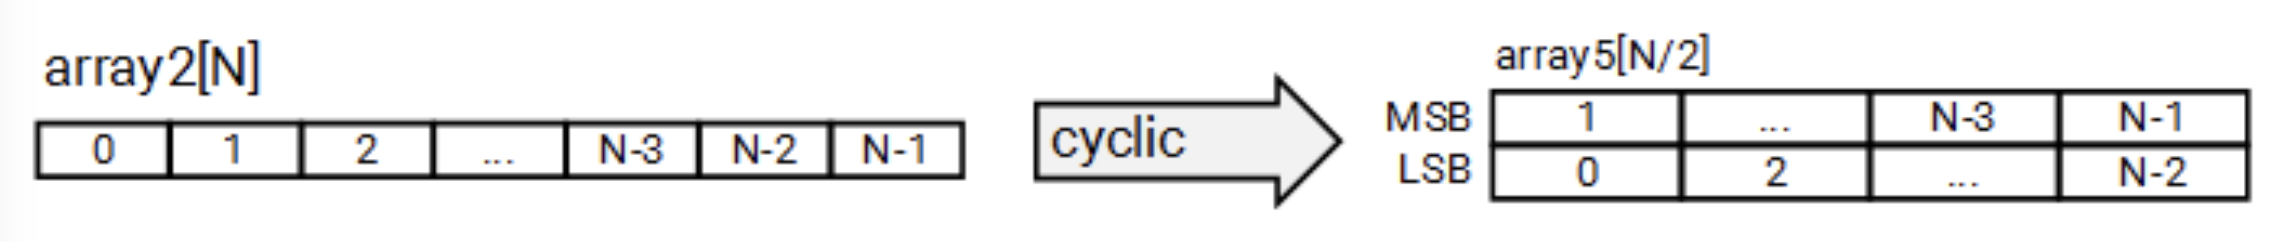 array2[N]
0 1 2 ... N-3 N-2 N-1
cyclic
array5[N/2]
MSB 1 ... N-3 N-1
LSB 0 2 ... N-2